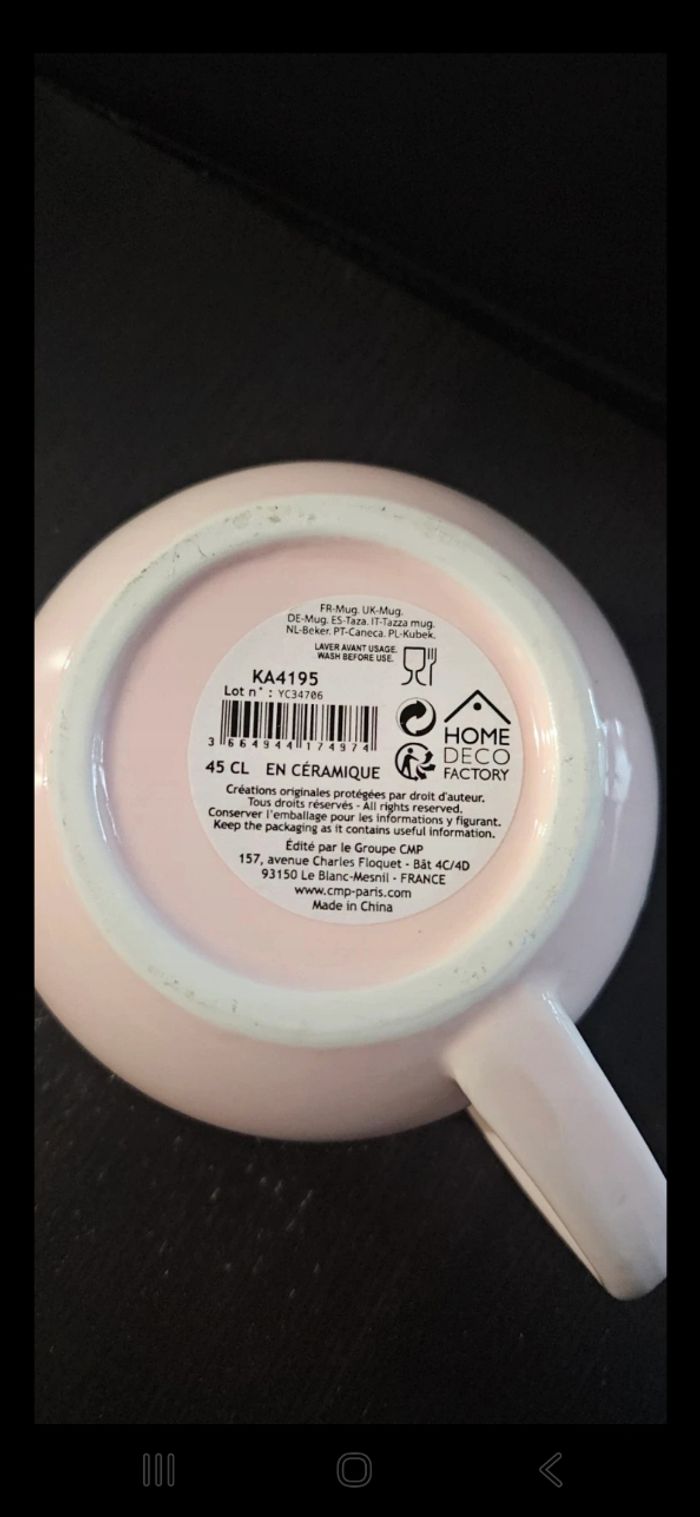 FR-Mug. UK-Mug.
DE-Mug. ES-Taza. IT-Tazza mug.
NL-Beker. PT-Caneca. PL-Kubek.
LAVER AVANT USAGE.
WASH BEFORE USE.
KA4195
Lot n° : YC34706
3 664944 174974
HOME
DECO
FACTORY
45 CL EN CÉRAMIQUE
Créations originales protégées par droit d'auteur.
Tous droits réservés - All rights reserved.
Conserver l'emballage pour les informations y figurant.
Keep the packaging as it contains useful information.
Édité par le Groupe CMP
157, avenue Charles Floquet - Bât 4C/4D
93150 Le Blanc-Mesnil - FRANCE
www.cmp-paris.com
Made in China